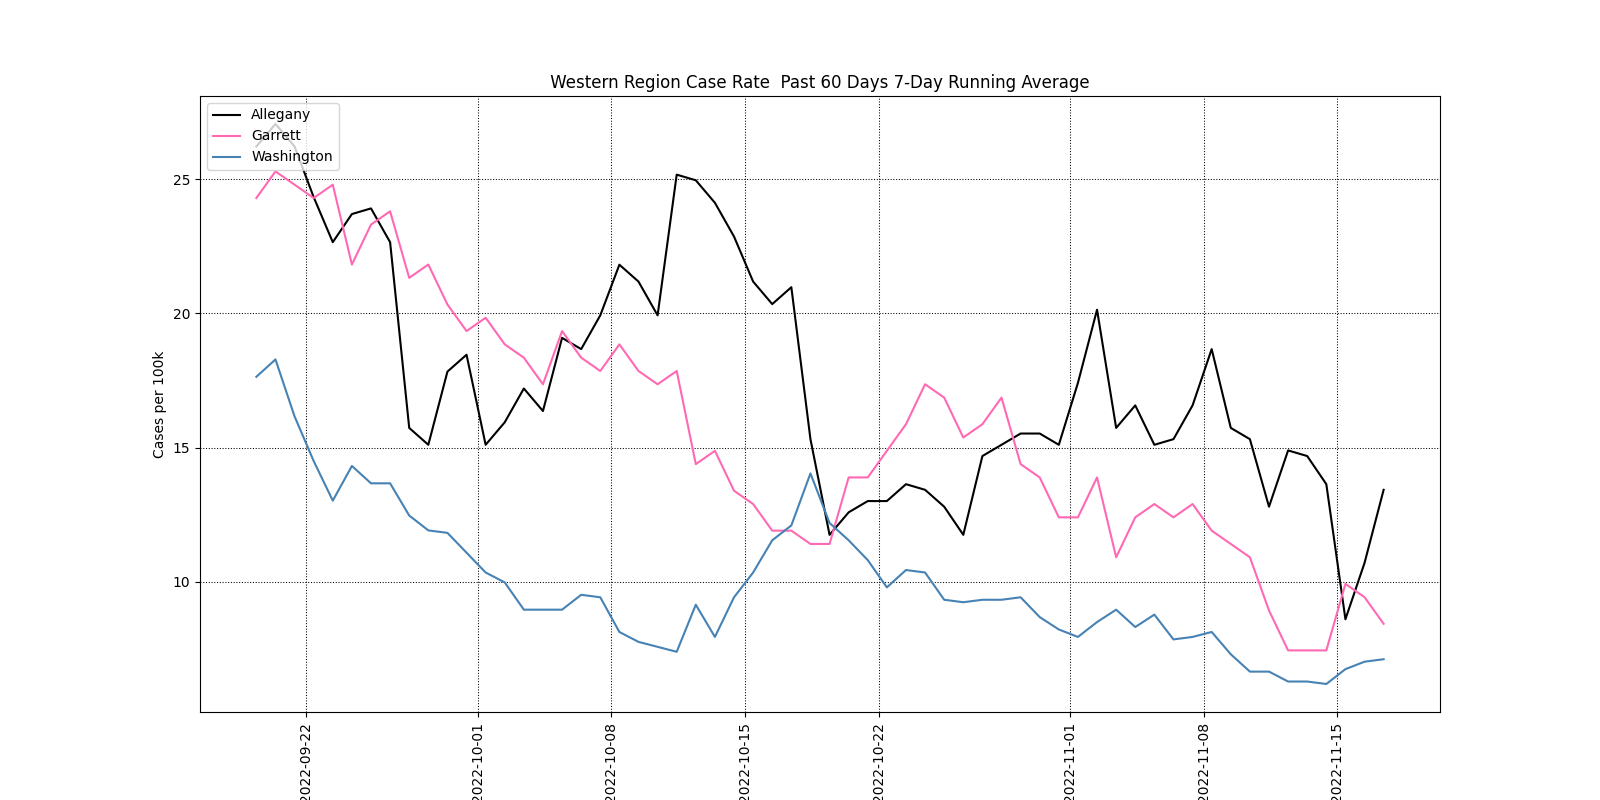 Western Region Case Rate  Past 60 Days 7-Day Running Average
Allegany
Garrett
Washington
Cases per 100k
25
20
15
10
2022-09-22
2022-10-01
2022-10-08
2022-10-15
2022-10-22
2022-11-01
2022-11-08
2022-11-15